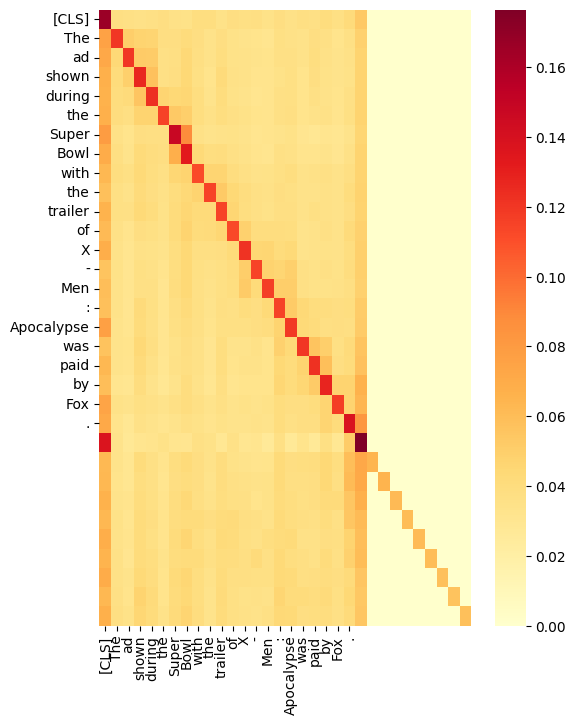 [CLS]
The
ad
shown
during
the
Super
Bowl
with
the
trailer
of
X
-
Men
:
Apocalypse
was
paid
by
Fox
.
0.16
0.14
0.12
0.10
0.08
0.06
0.04
0.02
0.00
[CLS]
The
ad
shown
during
the
Super
Bowl
with
the
trailer
of
X
-
Men
:
Apocalypse
was
paid
by
Fox
.